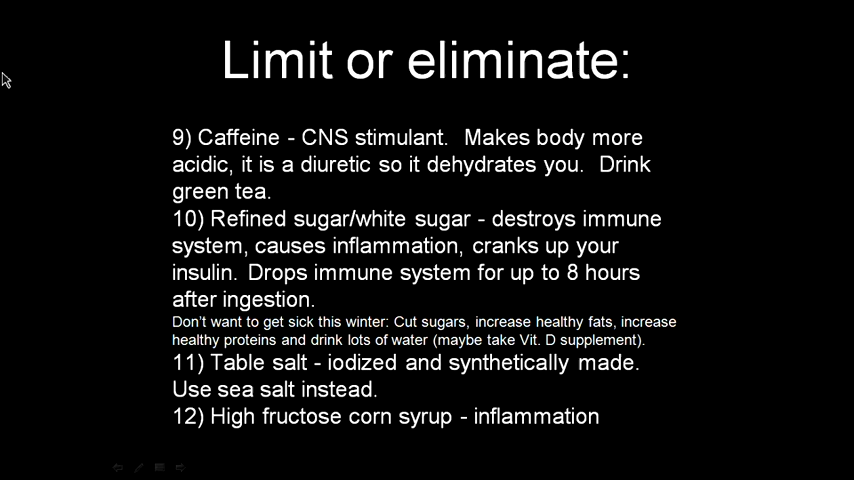 Limit or eliminate:
9) Caffeine - CNS stimulant.  Makes body more
acidic, it is a diuretic so it dehydrates you.  Drink
green tea.
10) Refined sugar/white sugar - destroys immune
system, causes inflammation, cranks up your
insulin.  Drops immune system for up to 8 hours
after ingestion.
Don't want to get sick this winter: Cut sugars, increase healthy fats, increase
healthy proteins and drink lots of water (maybe take Vit. D supplement).
11) Table salt - iodized and synthetically made.
Use sea salt instead.
12) High fructose corn syrup - inflammation